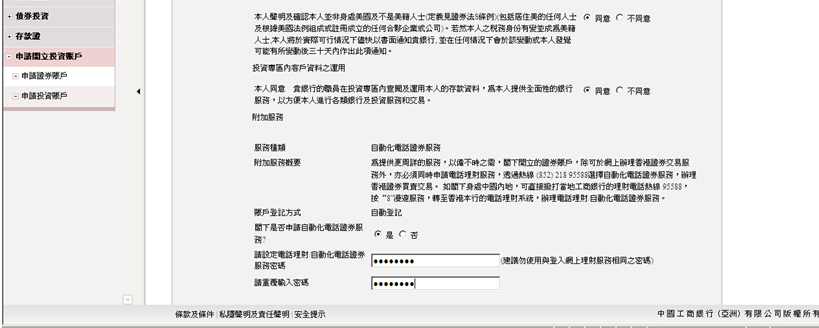 債券投資
存款證
申請開立投資賬戶
申請證券賬戶
申請投資賬戶
本人聲明及確認本人並非身處美國及不是美籍人士(定義見證券法S條例)(包括居住美的任何人士
及根據美國法例組成或註冊成立的任何合夥企業或公司)。若然本人之稅務身份有變並成為美籍
人士,本人將於實際可行情況下儘快以書面通知貴銀行,並在任何情況下會於該變動或本人發覺
可能有所變動後三十天內作出此項通知。
同意 不同意
投資專區內客戶資料之運用
本人同意 貴銀行的職員在投資專區內查閱及運用本人的存款資料，為本人提供全面性的銀行
服務，以方便本人進行各類銀行及投資服務和交易。
同意 不同意
附加服務
服務種類 自動化電話證券服務
附加服務概要 為提供更周詳的服務，以備不時之需，閣下開立的證券賬戶，除可於網上辦理香港證券交易服
務外，亦必須同時申請電話理財服務，透過熱線 (852) 218 95588選擇自動化電話證券服務，辦理
香港證券買賣交易。 如閣下身處中國內地，可直接撥打當地工商銀行的理財電話熱線 95588，
按 “8”漫遊服務，轉至香港本行的電話理財系統，辦理電話理財/自動化電話證券服務。
賬戶登記方式 自動登記
閣下是否申請自動化電話證券服
務? 是 否
請設定電話理財/自動化電話證券
服務密碼 (建議勿使用與登入網上理財服務相同之密碼)
請重覆輸入密碼
條款及條件 | 私隱聲明及責任聲明 | 安全提示
中國工商銀行 (亞洲) 有限公司版權所有